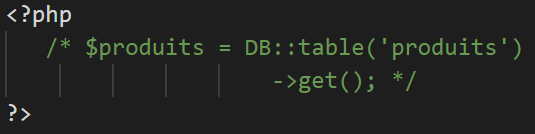 <?php
/* $produits = DB::table('produits')
->get(); */
?>